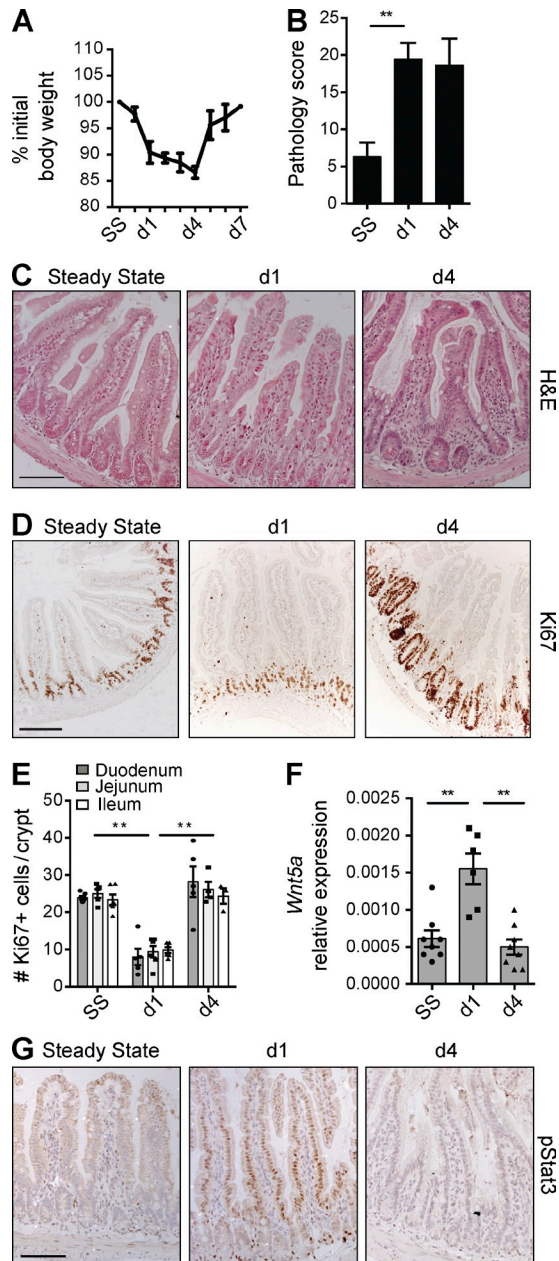 A
% initial
body weight
100
95
90
85
80
SS
d1
d4
d7
B
Pathology score
25
20
15
10
5
0
**
SS
d1
d4
C
Steady State
d1
d4
H&E
D
Steady State
d1
d4
Ki67
E
Duodenum
Jejunum
Ileum
# Ki67+ cells/crypt
50
40
30
20
10
0
**
**
SS
d1
d4
F
Wnt5a
relative expression
0.0025
0.0020
0.0015
0.0010
0.0005
0.0000
**
**
SS
d1
d4
G
Steady State
d1
d4
pStat3